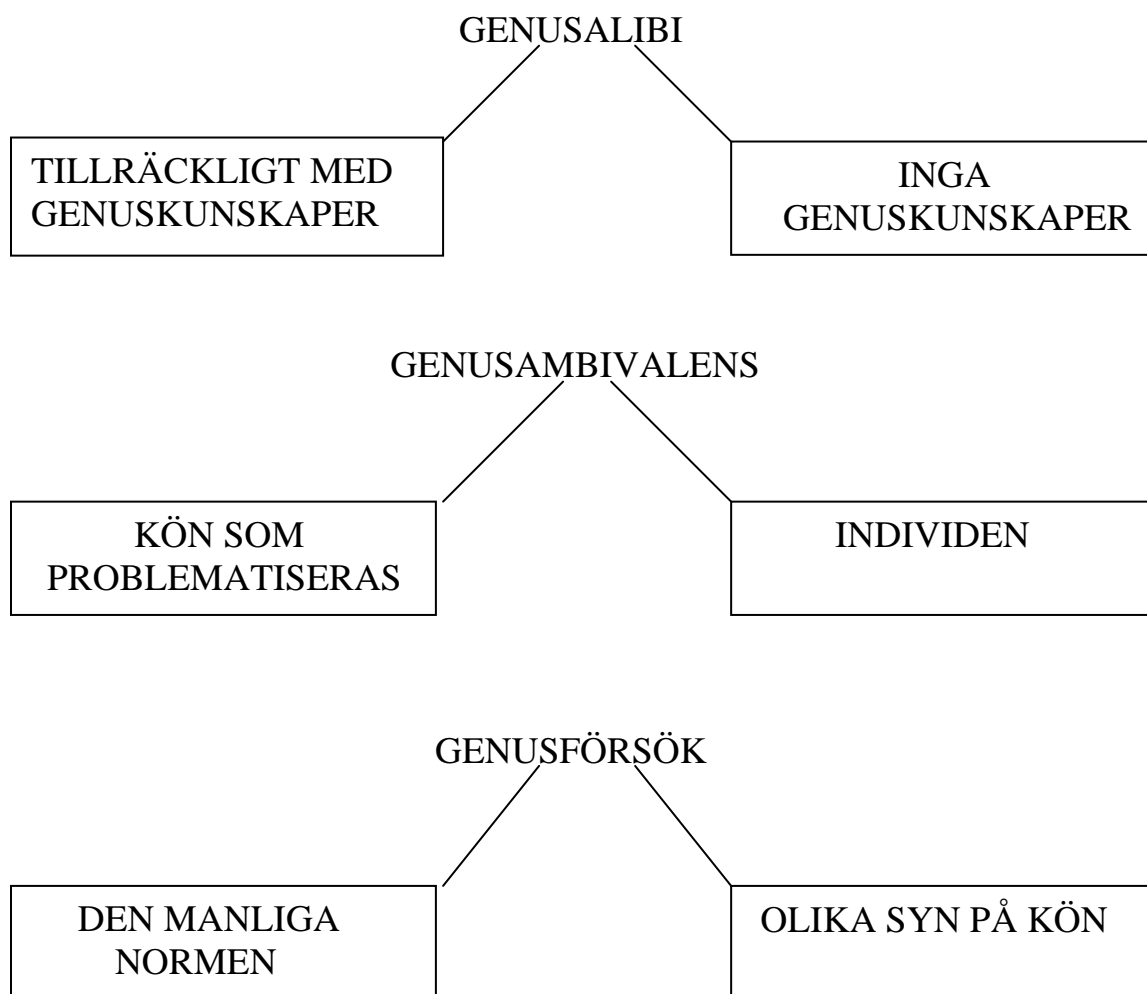 GENUSALIBI
TILLRÄCKLIGT MED
GENUSKUNSKAPER
INGA
GENUSKUNSKAPER
GENUSAMBIVALENS
KÖN SOM
PROBLEMATISERAS
INDIVIDEN
GENUSFÖRSÖK
DEN MANLIGA
NORMEN
OLIKA SYN PÅ KÖN